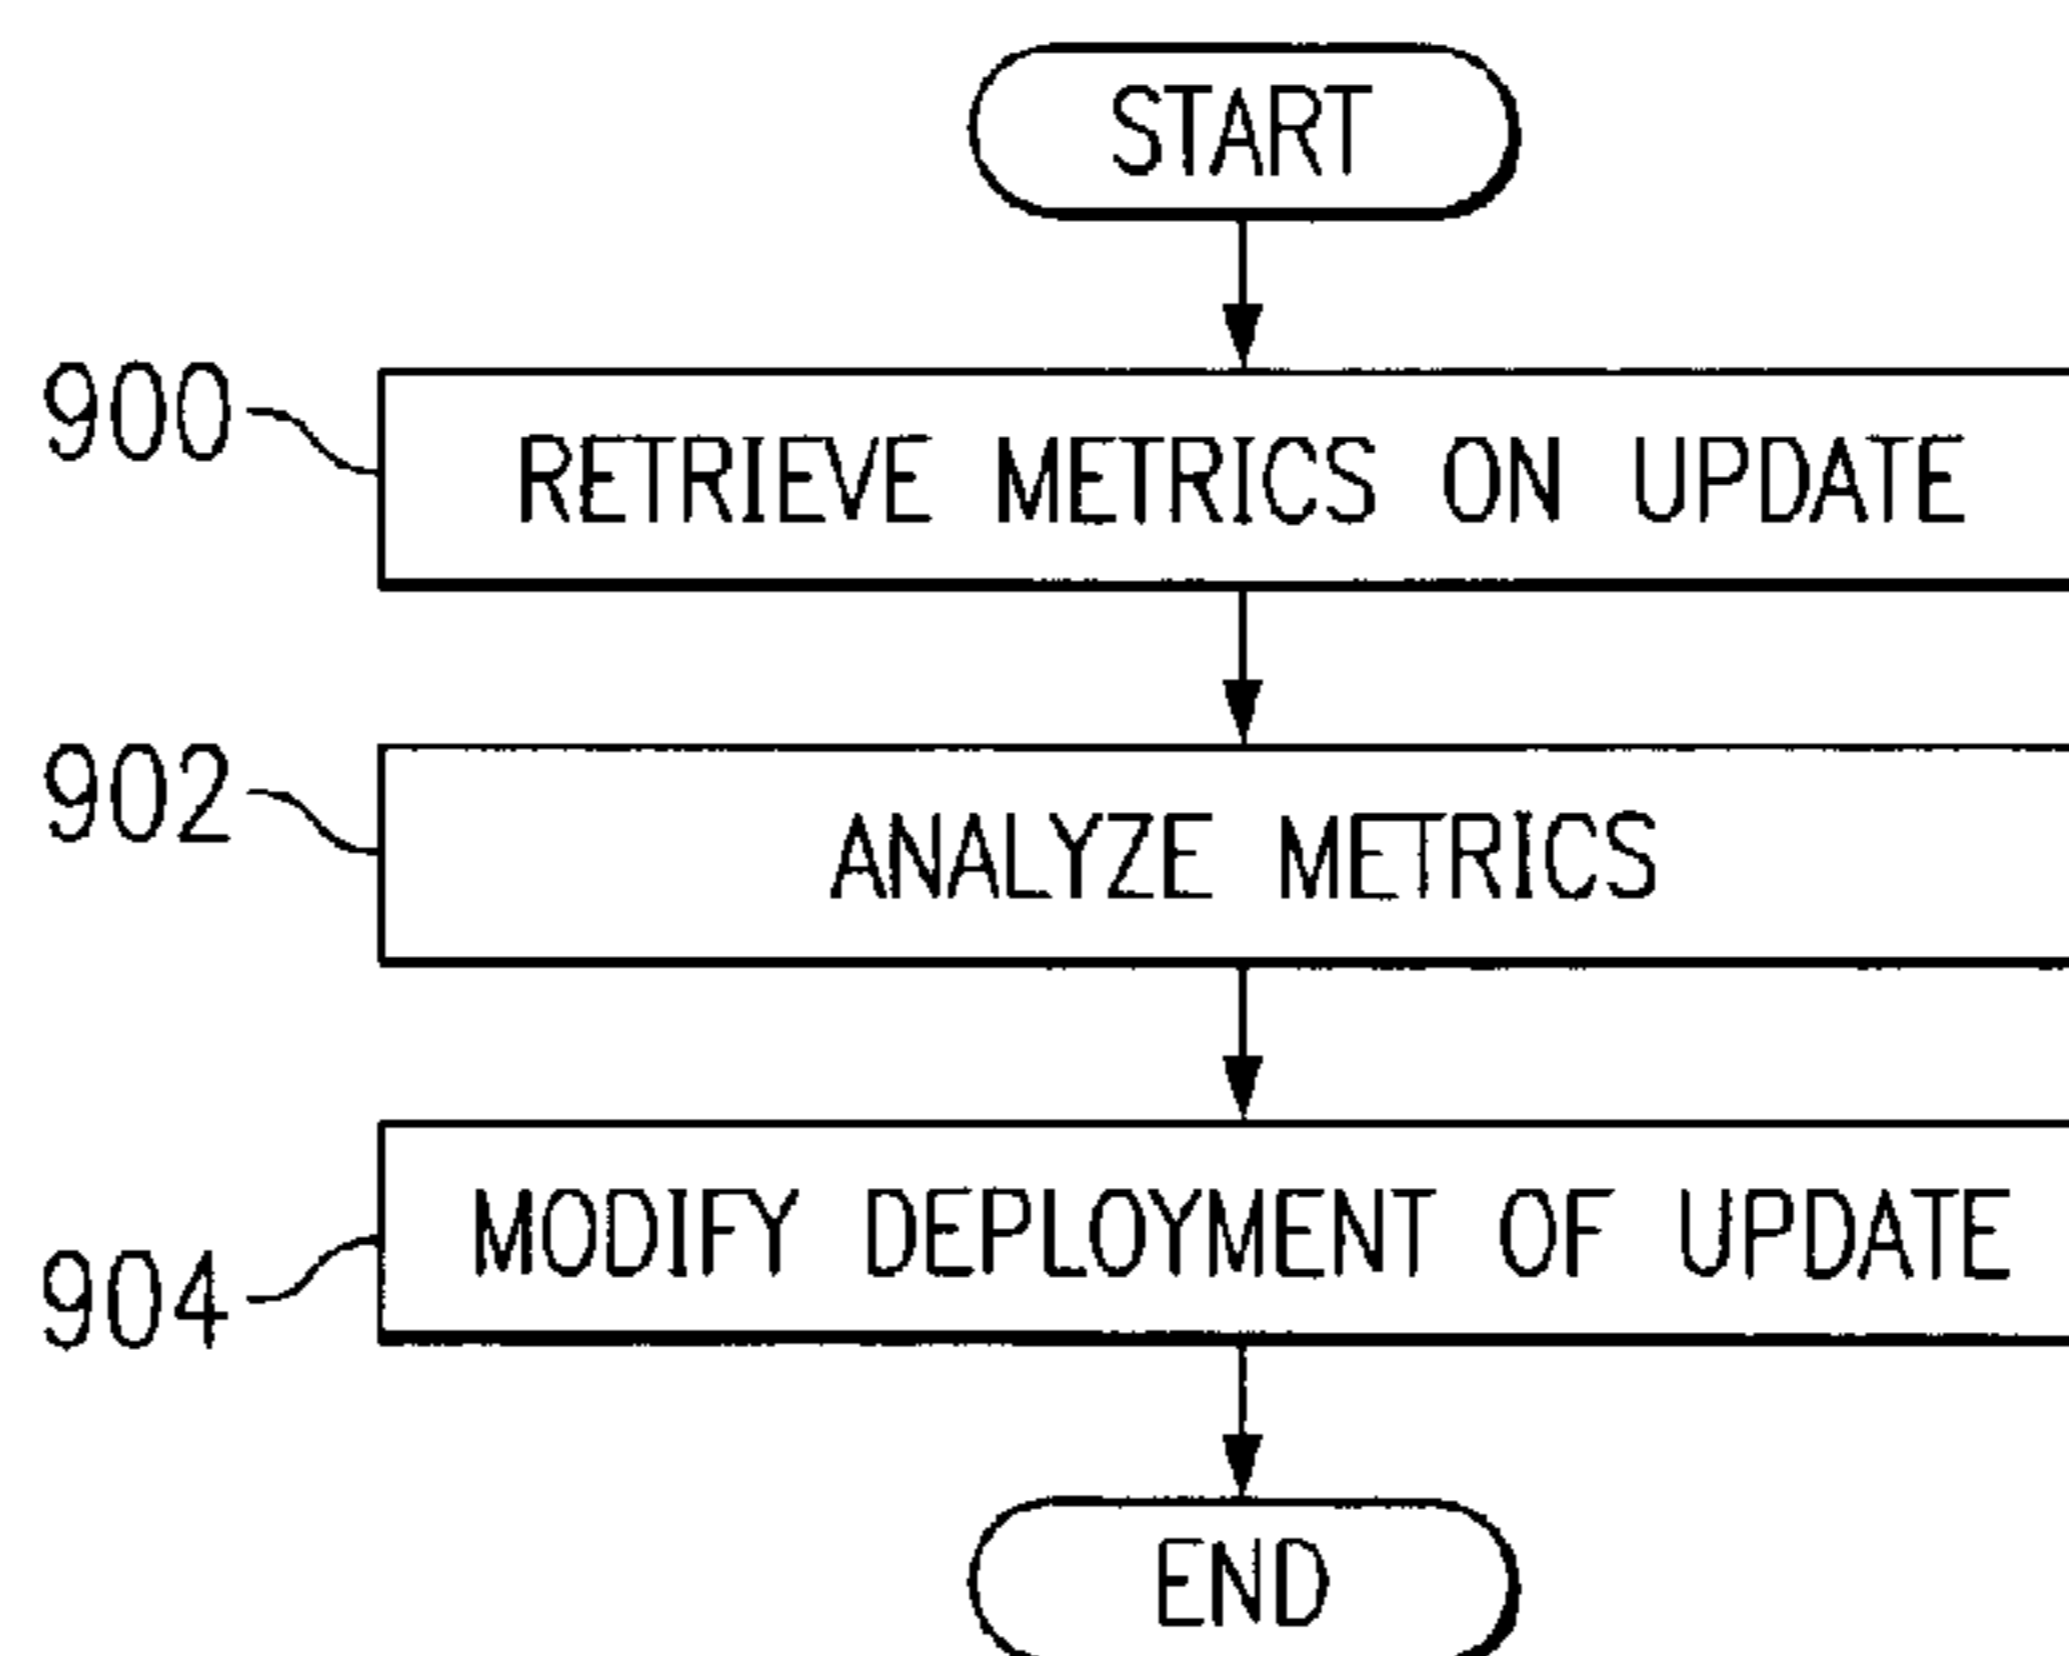 START
900
RETRIEVE METRICS ON UPDATE
902
ANALYZE METRICS
904
MODIFY DEPLOYMENT OF UPDATE
END